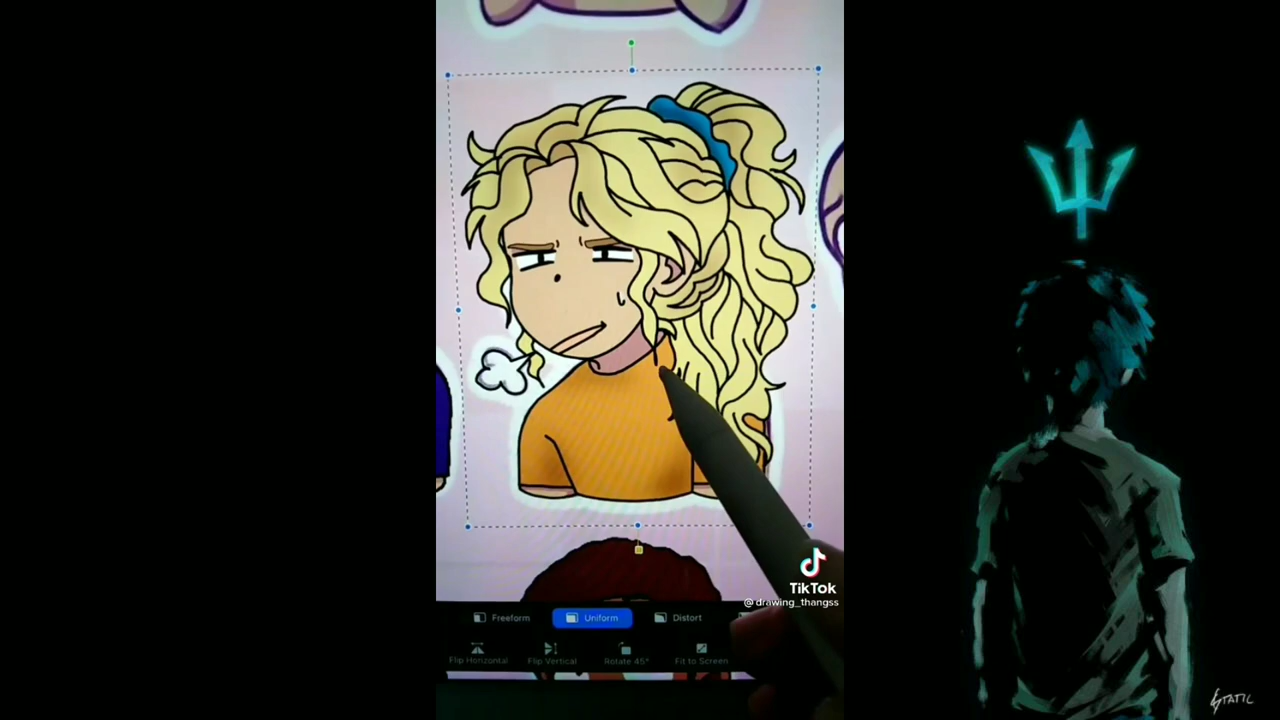 TikTok
@drawing_thangss
Freeform
Uniform
Distort
Flip Horizontal
Flip Vertical
Rotate 45°
Fit to Screen
STATIC